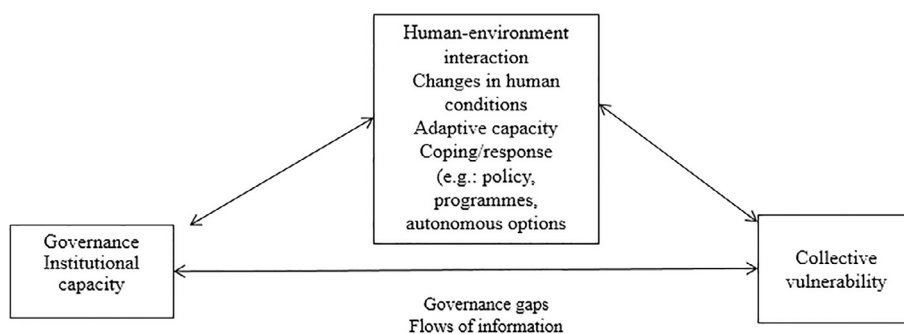 Human-environment
interaction
Changes in human
conditions
Adaptive capacity
Coping/response
(e.g.: policy,
programmes,
autonomous options
Governance
Institutional
capacity
Collective
vulnerability
Governance gaps
Flows of information